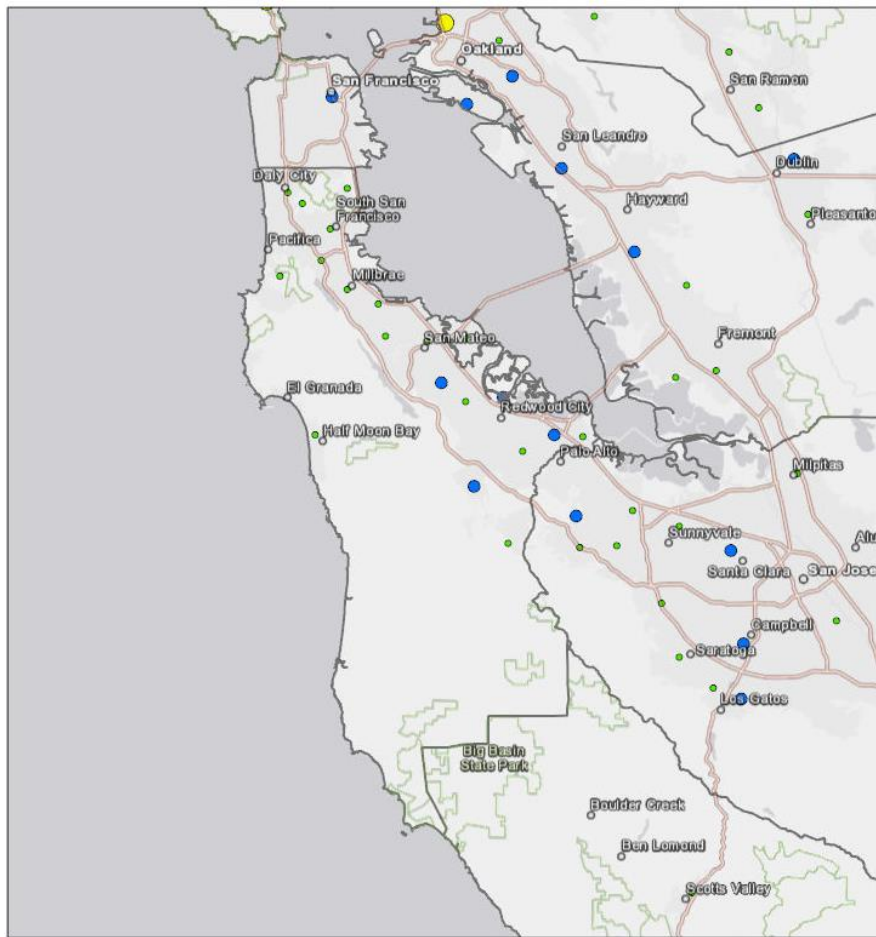 Oakland
San Francisco
San Ramon
San Leandro
Dublin
Daly City
South San
Francisco
Hayward
Pleasanto
Pacifica
Millbrae
San Mateo
Fremont
El Granada
Redwood City
Half Moon Bay
Palo Alto
Milpitas
Sunnyvale
Alu
Santa Clara
San Jose
Campbell
Saratoga
Los Gatos
Big Basin
State Park
Boulder Creek
Ben Lomond
Scotts Valley